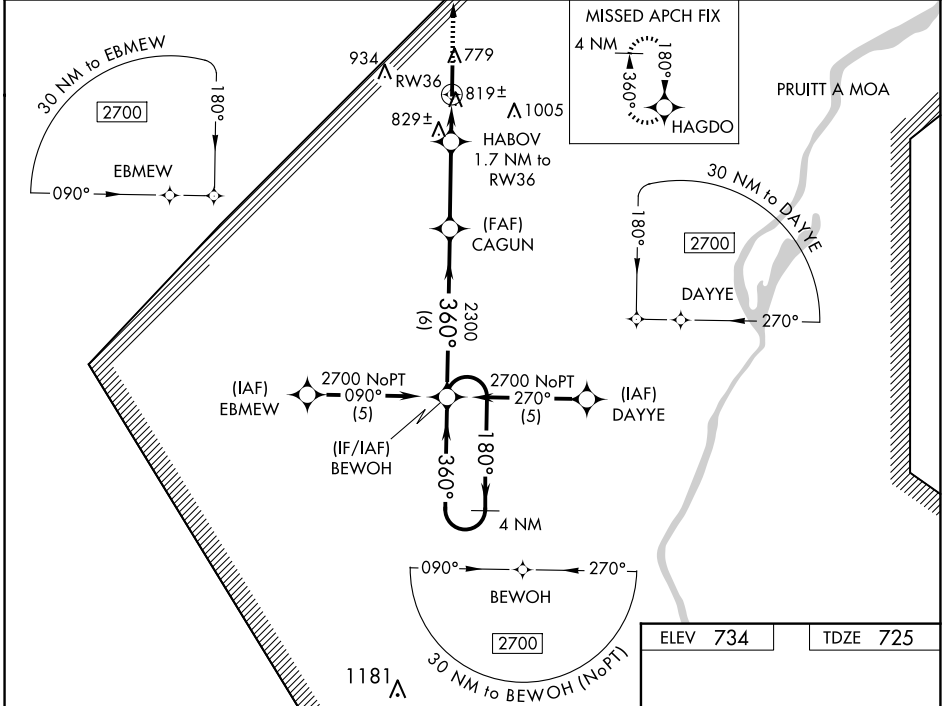 MISSED APCH FIX
4 NM
180°
360°
HAGDO
30 NM to EBMEW
2700
180°
EBMEW
090°
934
779
RW36
819±
1005
829±
HABOV
1.7 NM to
RW36
PRUITT A MOA
30 NM to DAYYE
180°
2700
DAYYE
270°
(FAF)
CAGUN
2300
360°
(6)
(IAF)
EBMEW
2700 NoPT
090°
(5)
2700 NoPT
270°
(5)
(IAF)
DAYYE
(IF/IAF)
BEWOH
360°
180°
4 NM
090°
270°
BEWOH
2700
30 NM to BEWOH (NoPT)
1181
ELEV 734
TDZE 725